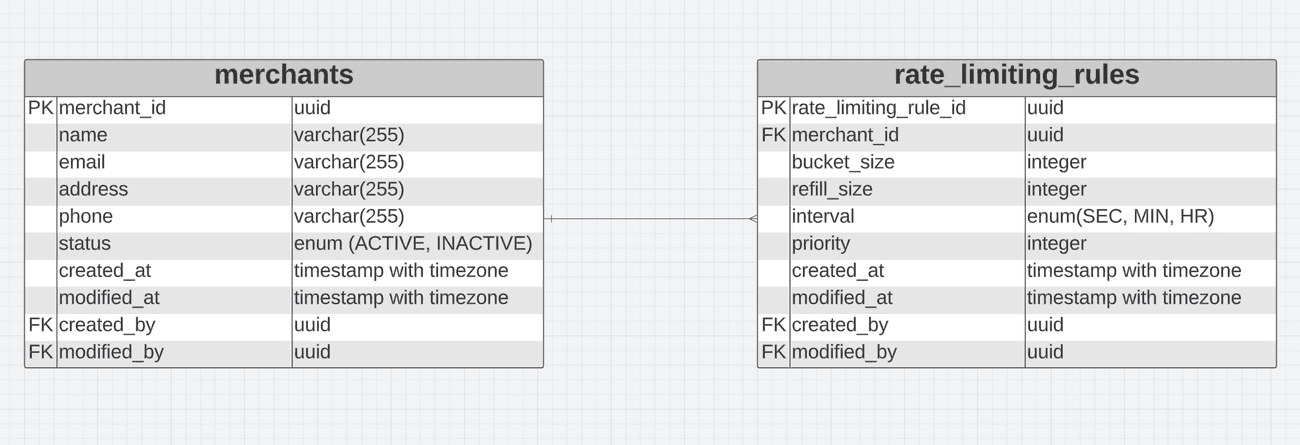 merchants
PK merchant_id uuid
name varchar(255)
email varchar(255)
address varchar(255)
phone varchar(255)
status enum (ACTIVE, INACTIVE)
created_at timestamp with timezone
modified_at timestamp with timezone
FK created_by uuid
FK modified_by uuid
rate_limiting_rules
PK rate_limiting_rule_id uuid
FK merchant_id uuid
bucket_size integer
refill_size integer
interval enum(SEC, MIN, HR)
priority integer
created_at timestamp with timezone
modified_at timestamp with timezone
FK created_by uuid
FK modified_by uuid